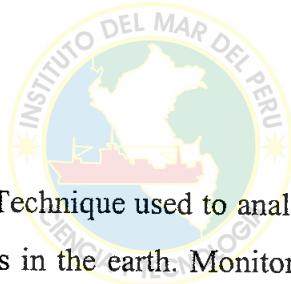 INSTITUTO DEL MAR DEL PERU
Technique used to anal
s in the earth. Monitor